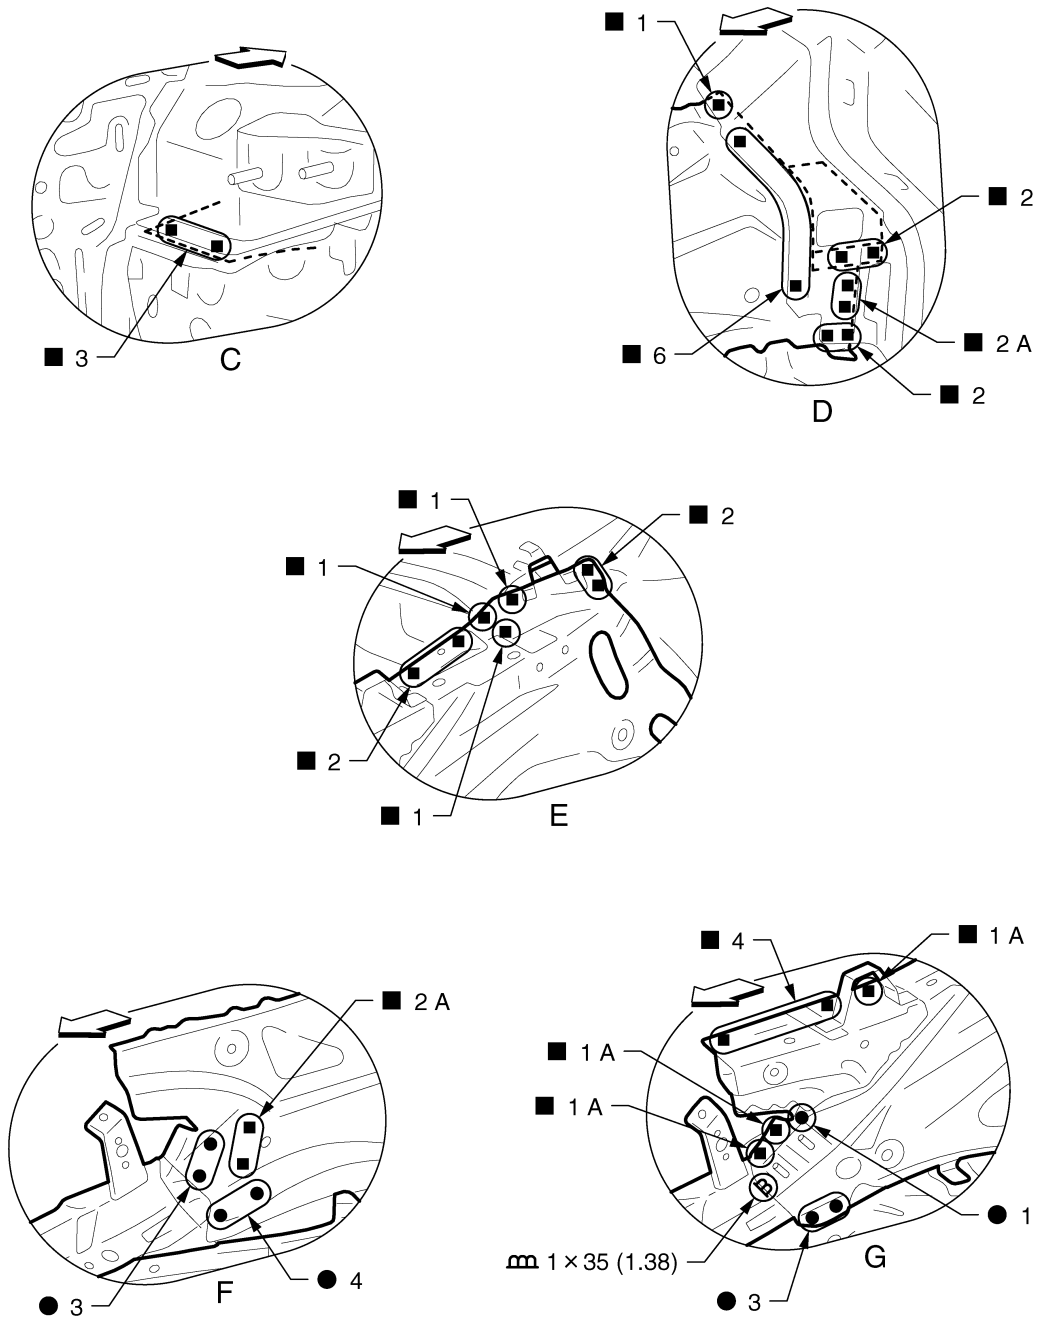 ■ 1
■ 2
■ 3
C
■ 6
■ 2 A
■ 2
D
■ 1
■ 2
■ 1
■ 2
■ 1
E
■ 4
■ 1 A
■ 2 A
■ 1 A
■ 1 A
● 1
1 × 35 (1.38)
G
● 4
F
● 3
● 3